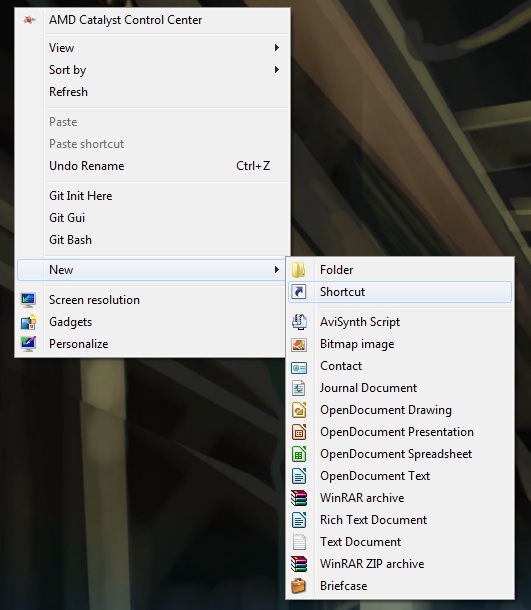 AMD Catalyst Control Center
View
Sort by
Refresh
Paste
Paste shortcut
Undo Rename Ctrl+Z
Git Init Here
Git Gui
Git Bash
New
Screen resolution
Gadgets
Personalize
Folder
Shortcut
AviSynth Script
Bitmap image
Contact
Journal Document
OpenDocument Drawing
OpenDocument Presentation
OpenDocument Spreadsheet
OpenDocument Text
WinRAR archive
Rich Text Document
Text Document
WinRAR ZIP archive
Briefcase